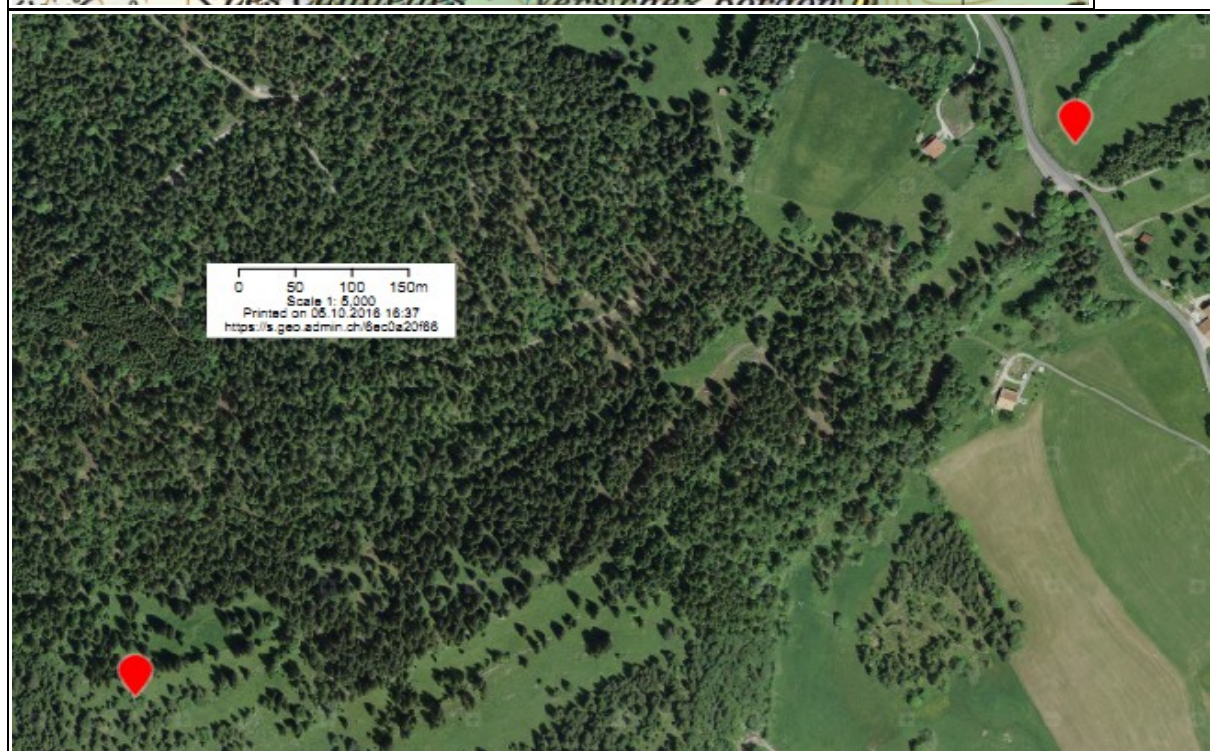 0 50 100 150m
Scale 1: 5,000
Printed on 05.10.2016 16:37
https://s.geo.admin.ch/6ec0a20f66